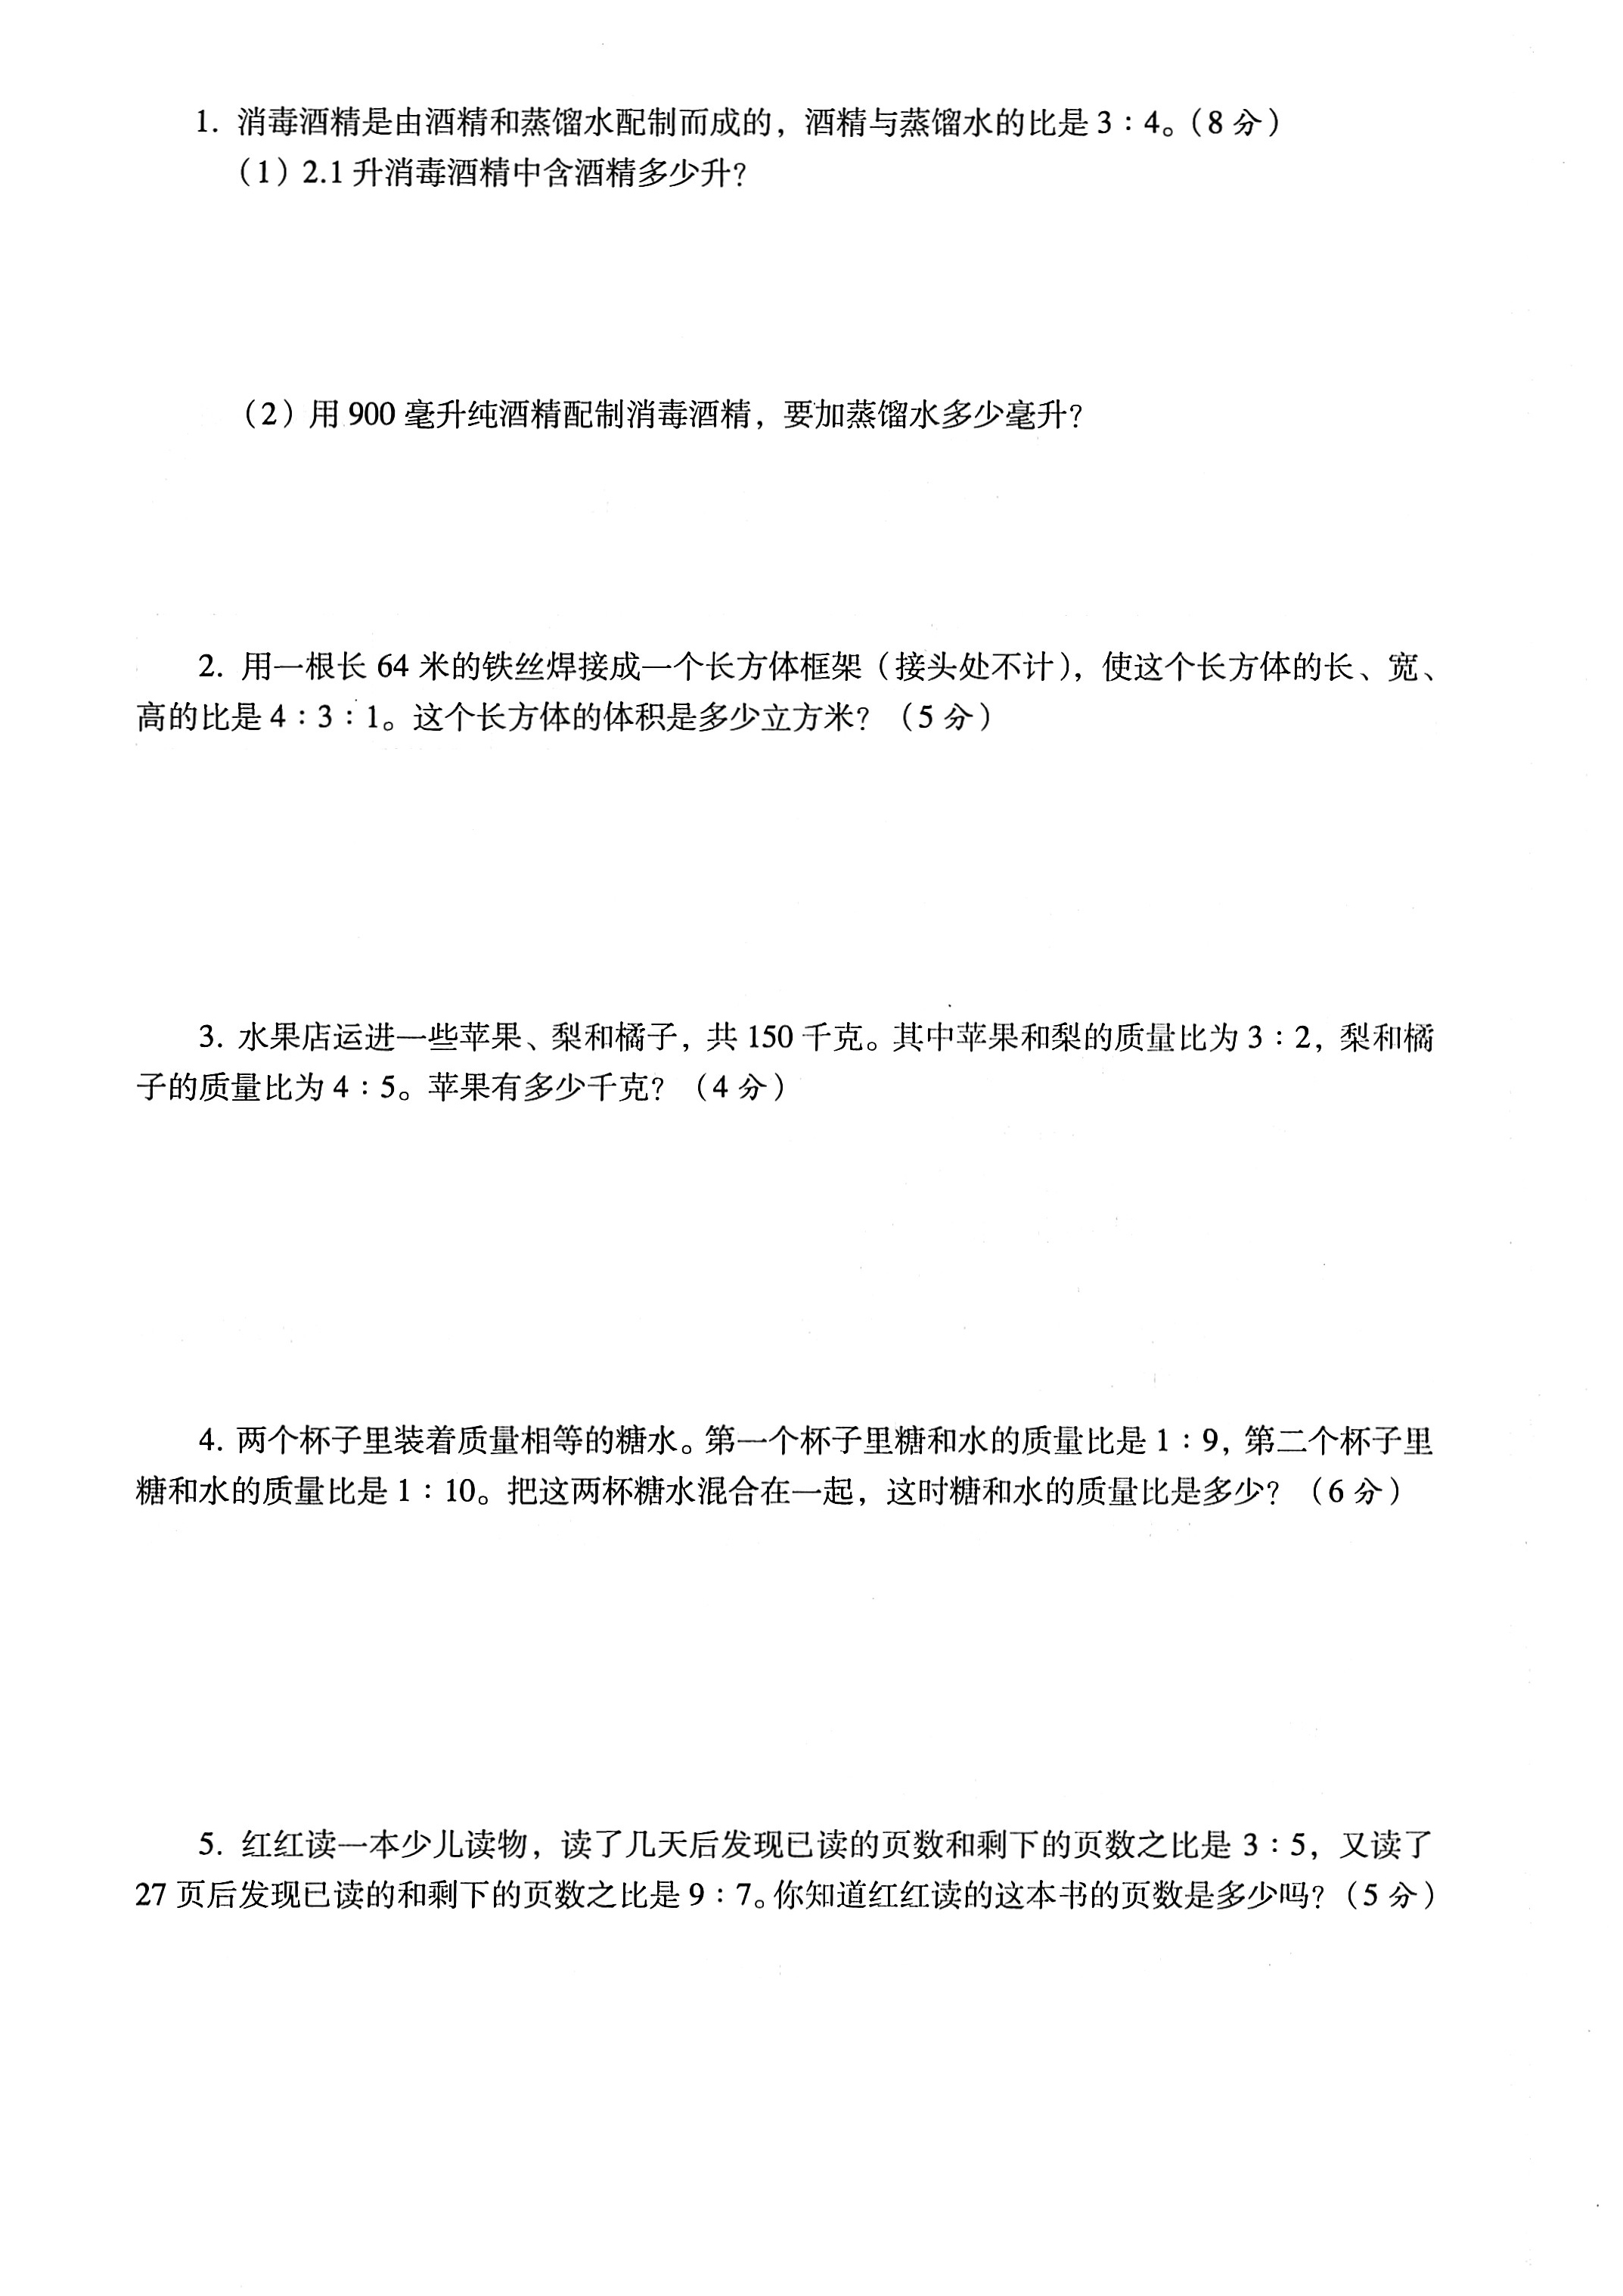 1. 消毒酒精是由酒精和蒸馏水配制而成的，酒精与蒸馏水的比是3∶4。（8分）
（1）2.1升消毒酒精中含酒精多少升？
（2）用900毫升纯酒精配制消毒酒精，要加蒸馏水多少毫升？
2. 用一根长64米的铁丝焊接成一个长方体框架（接头处不计），使这个长方体的长、宽、
高的比是4∶3∶1。这个长方体的体积是多少立方米？（5分）
3. 水果店运进一些苹果、梨和橘子，共150千克。其中苹果和梨的质量比为3∶2，梨和橘
子的质量比为4∶5。苹果有多少千克？（4分）
4. 两个杯子里装着质量相等的糖水。第一个杯子里糖和水的质量比是1∶9，第二个杯子里
糖和水的质量比是1∶10。把这两杯糖水混合在一起，这时糖和水的质量比是多少？（6分）
5. 红红读一本少儿读物，读了几天后发现已读的页数和剩下的页数之比是3∶5，又读了
27页后发现已读的和剩下的页数之比是9∶7。你知道红红读的这本书的页数是多少吗？（5分）